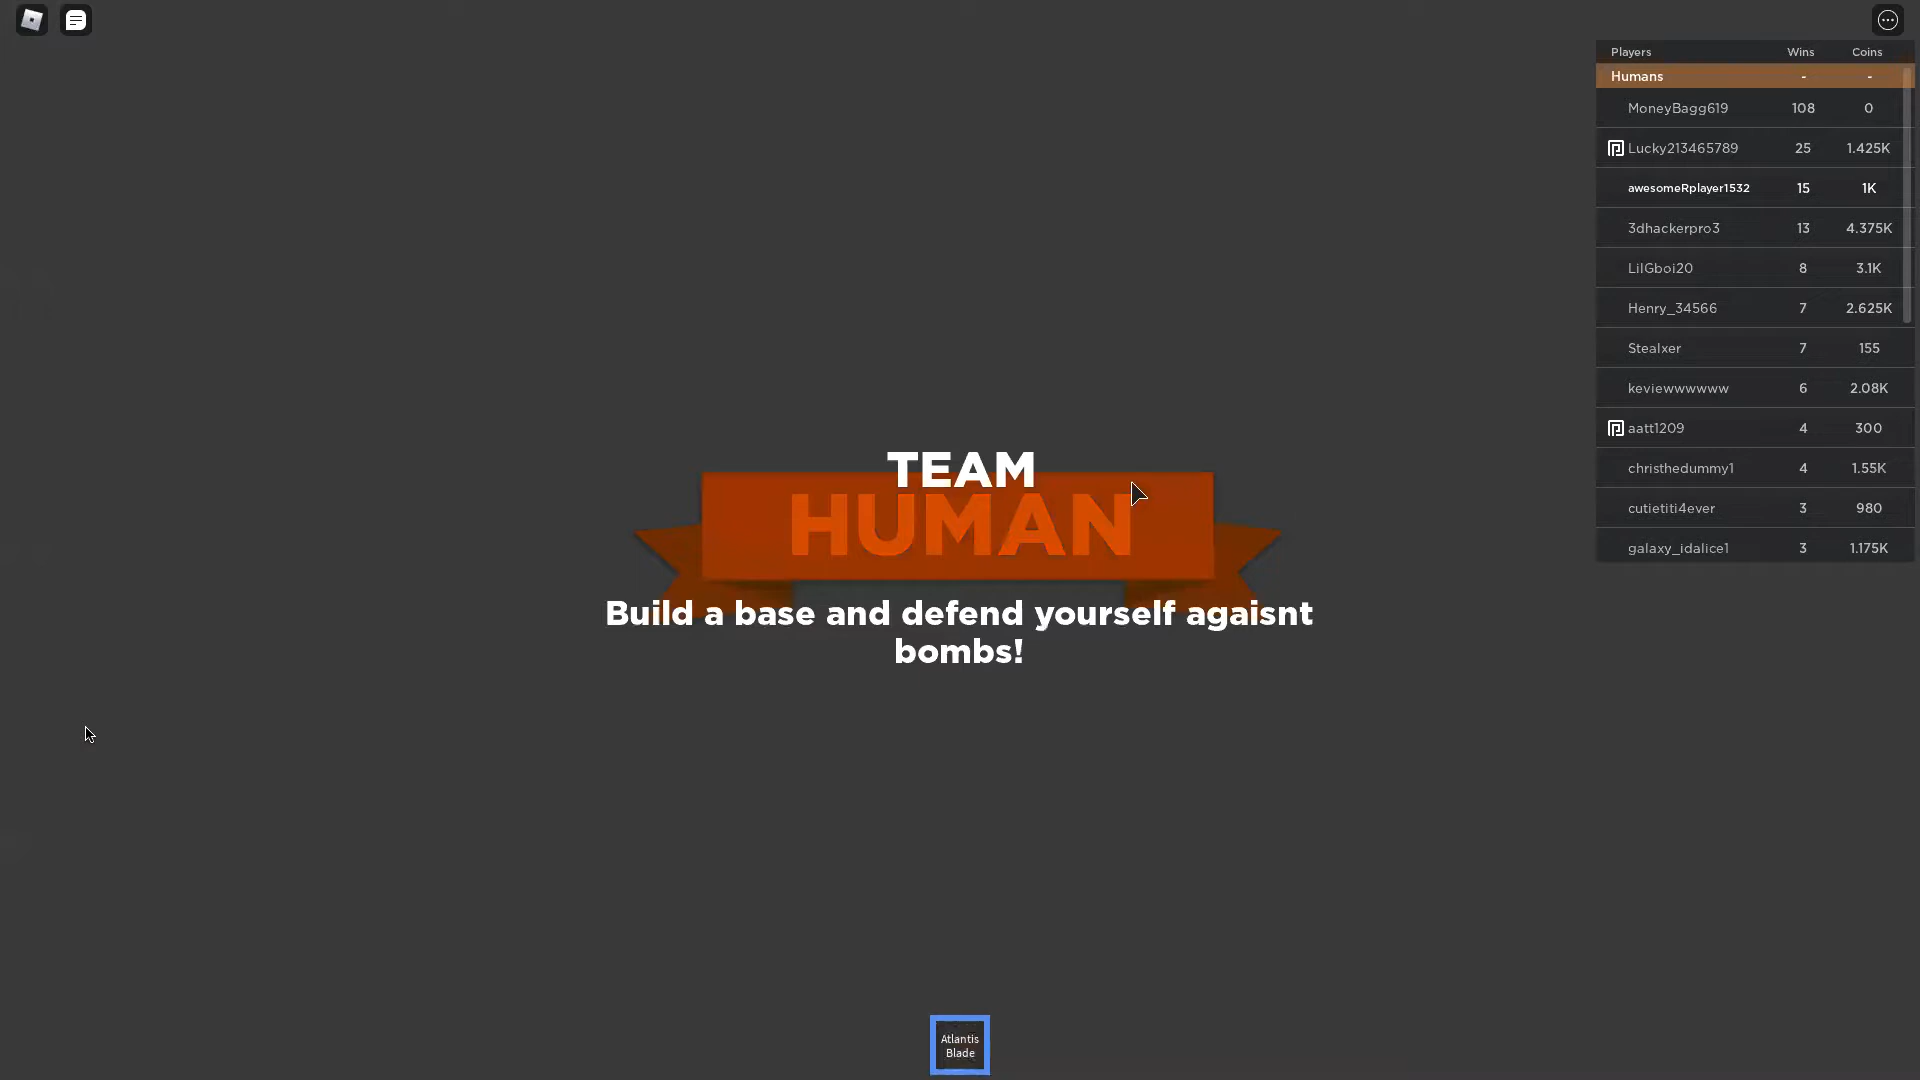 Players Wins Coins
Humans - -
MoneyBagg619 108 0
Lucky213465789 25 1.425K
awesomeRplayer1532 15 1K
3dhackerpro3 13 4.375K
LilGboi20 8 3.1K
Henry_34566 7 2.625K
Stealxer 7 155
keviewwwwww 6 2.08K
aatt1209 4 300
christhedummy1 4 1.55K
cutietiti4ever 3 980
galaxy_idalice1 3 1.175K
TEAM
HUMAN
Build a base and defend yourself agaisnt
bombs!
Atlantis
Blade